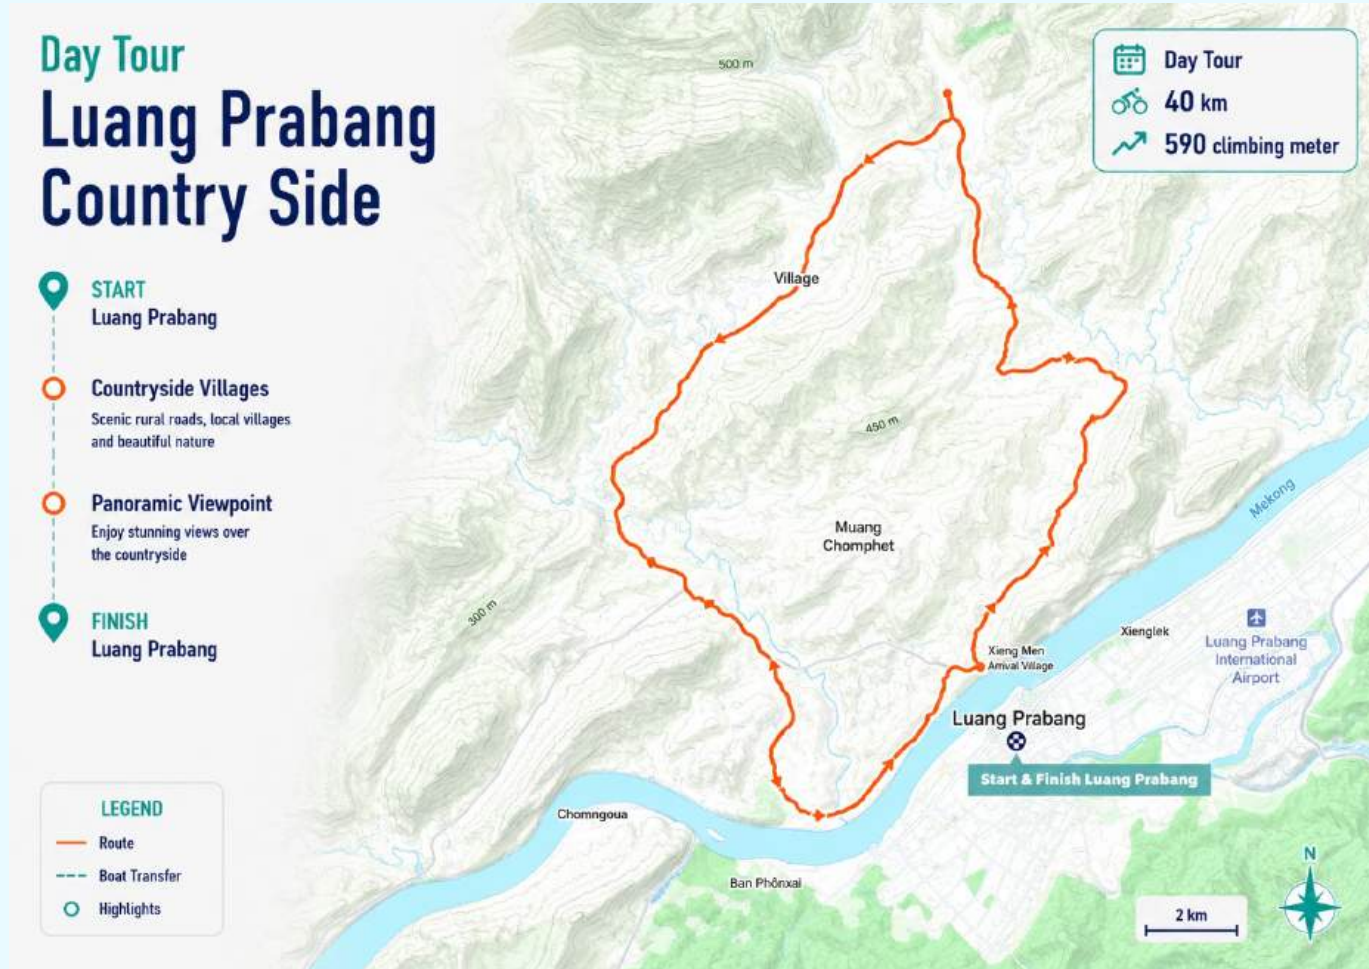 Day Tour
Luang Prabang
Country Side
START
Luang Prabang
Countryside Villages
Scenic rural roads, local villages
and beautiful nature
Panoramic Viewpoint
Enjoy stunning views over
the countryside
FINISH
Luang Prabang
LEGEND
Route
Boat Transfer
Highlights
Day Tour
40 km
590 climbing meter
500 m
Village
450 m
Muang
Chomphet
300 m
Mekong
Xienglek
Luang Prabang
International
Airport
Xieng Men
Arrival Village
Luang Prabang
Start & Finish Luang Prabang
Chomngoua
Ban Phônxai
N
2 km